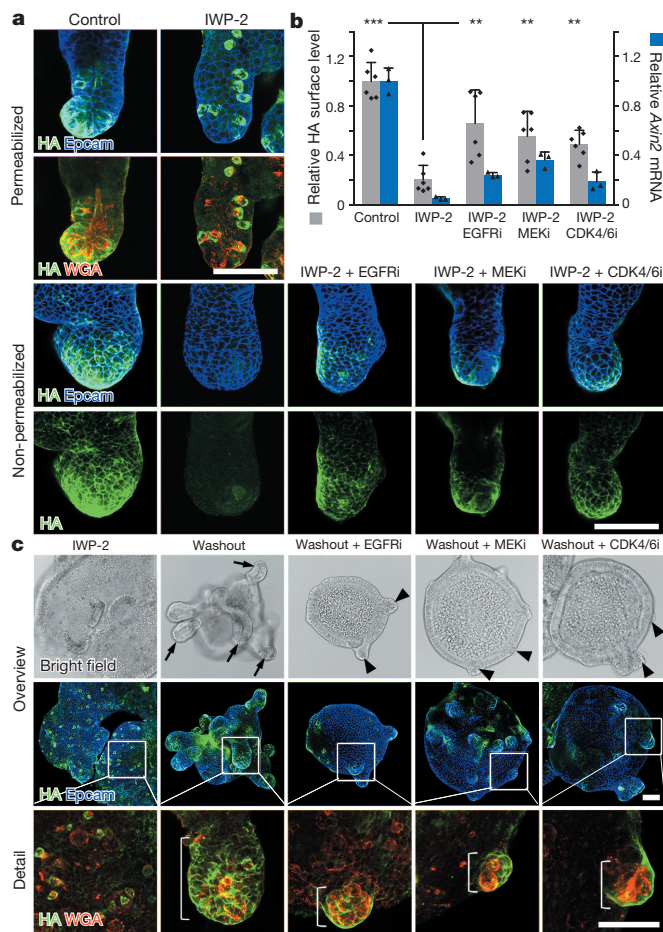 a
Control
IWP-2
Permeabilized
HA Epcam
HA WGA
b
*** ** ** **
Relative HA surface level
1.2
0.8
0.4
0
1.2
0.8
0.4
0
Relative Axin2 mRNA
Control
IWP-2
IWP-2 EGFRi
IWP-2 MEKi
IWP-2 CDK4/6i
IWP-2 + EGFRi
IWP-2 + MEKi
IWP-2 + CDK4/6i
Non-permeabilized
HA Epcam
HA
c
IWP-2
Washout
Washout + EGFRi
Washout + MEKi
Washout + CDK4/6i
Overview
Bright field
HA Epcam
Detail
HA WGA